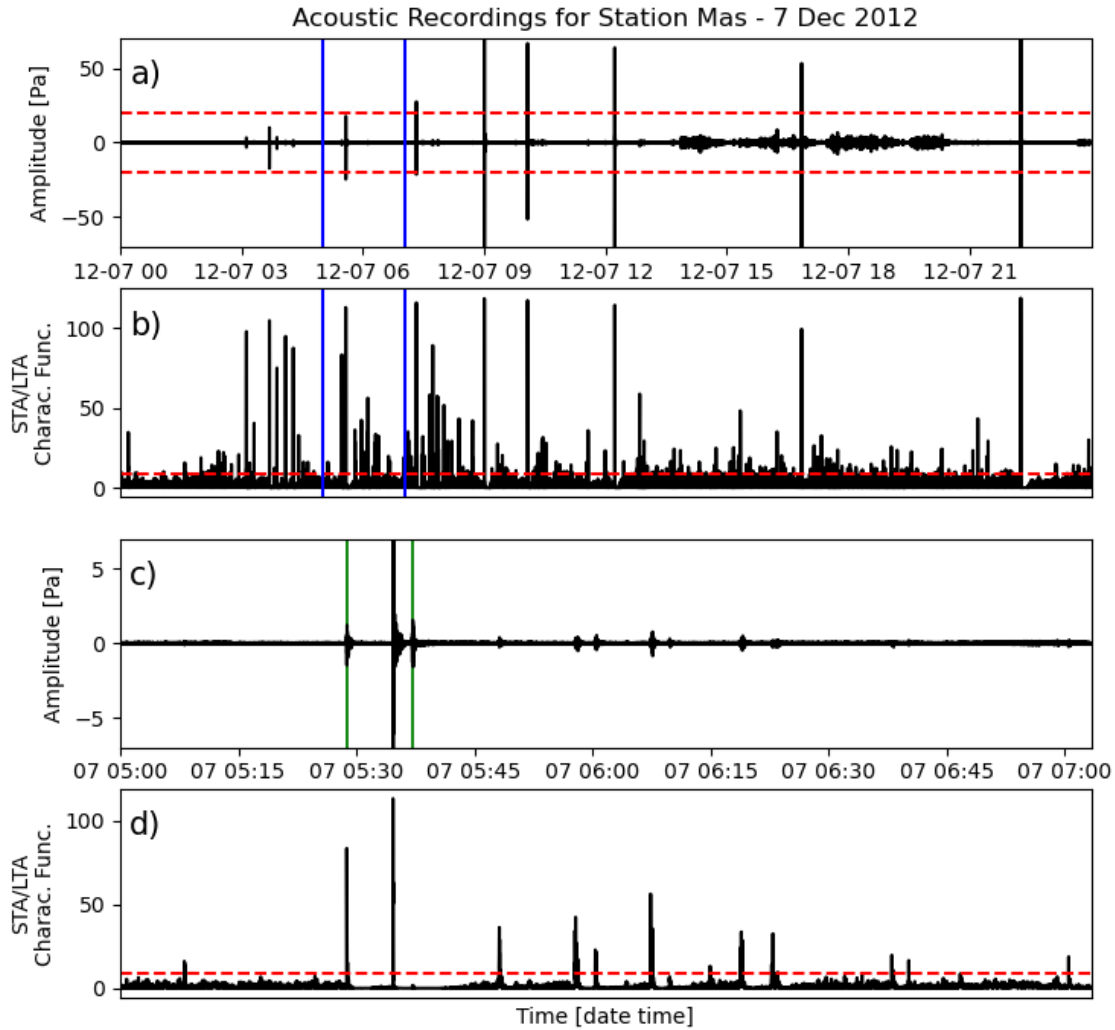 Acoustic Recordings for Station Mas - 7 Dec 2012
a)
Amplitude [Pa]
50
0
−50
12-07 00 12-07 03 12-07 06 12-07 09 12-07 12 12-07 15 12-07 18 12-07 21
b)
STA/LTA
Charac. Func.
100
50
0
c)
Amplitude [Pa]
5
0
−5
07 05:00 07 05:15 07 05:30 07 05:45 07 06:00 07 06:15 07 06:30 07 06:45 07 07:00
d)
STA/LTA
Charac. Func.
100
50
0
Time [date time]